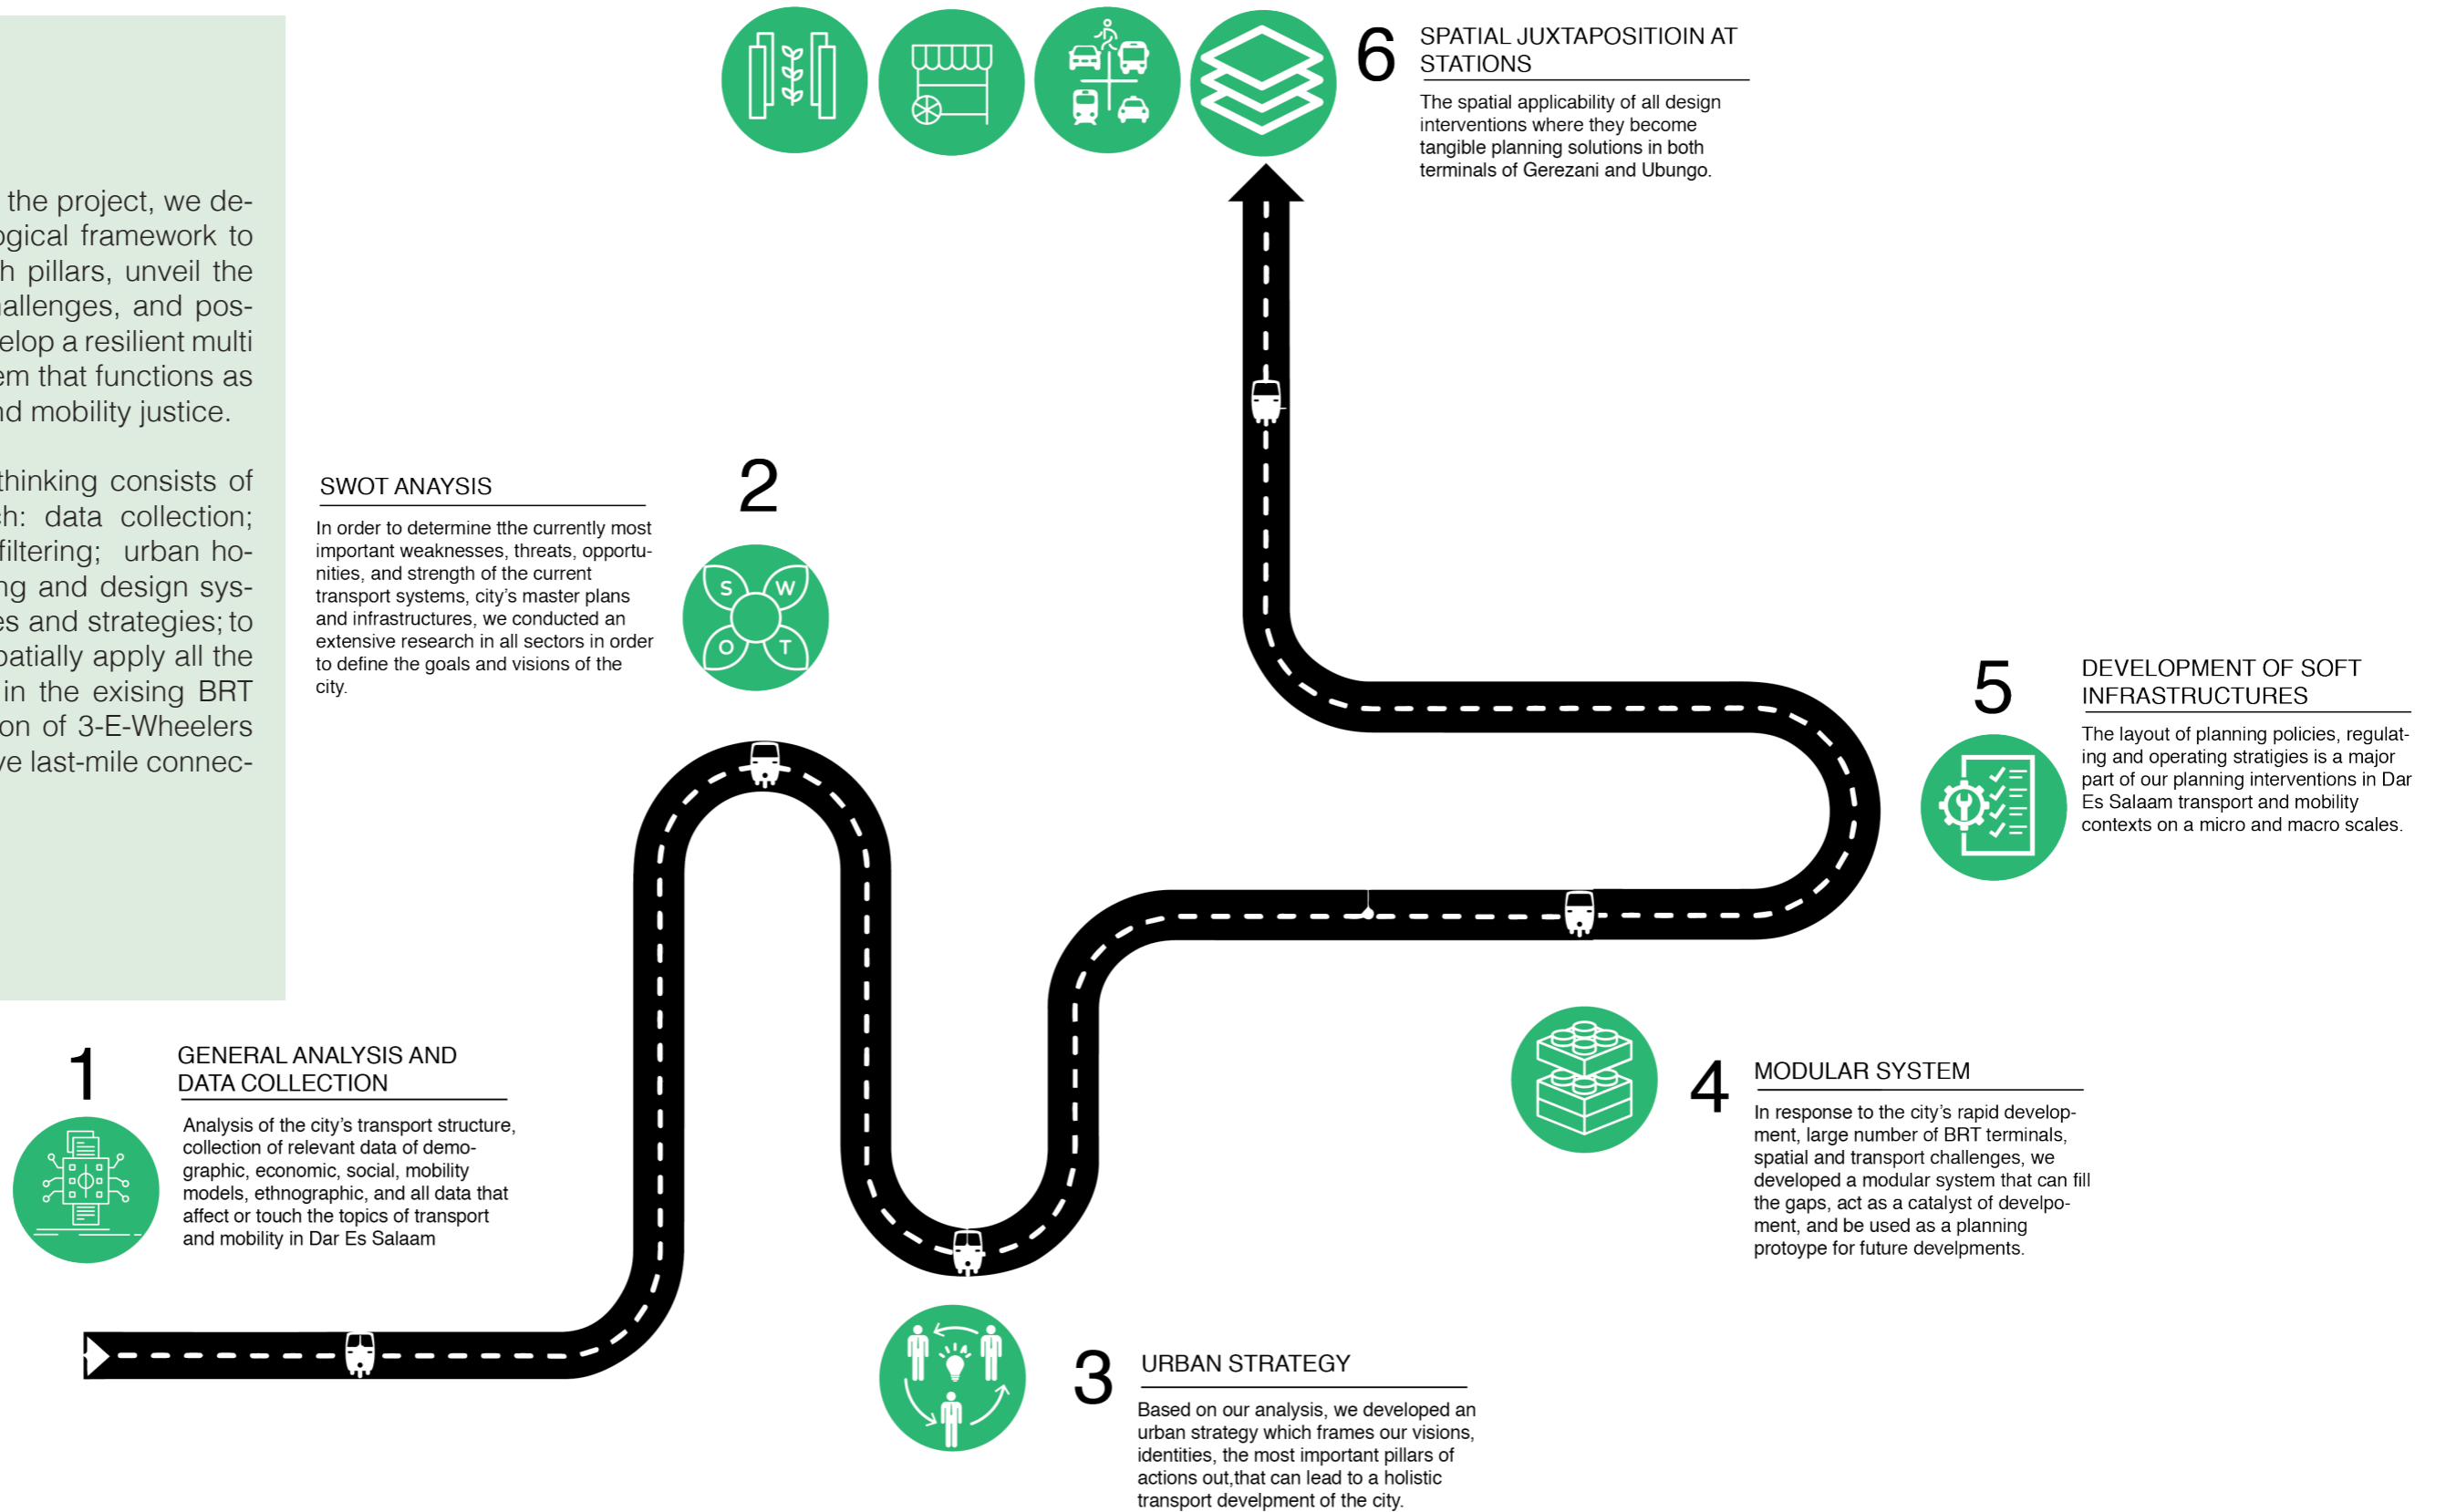 the project, we de-
ogical framework to
h pillars, unveil the
allenges, and pos-
elop a resilient multi
em that functions as
nd mobility justice.
thinking consists of
ch: data collection;
filtering; urban ho-
ng and design sys-
es and strategies; to
patially apply all the
in the exising BRT
on of 3-E-Wheelers
ve last-mile connec-
1
GENERAL ANALYSIS AND
DATA COLLECTION
Analysis of the city's transport structure,
collection of relevant data of demo-
graphic, economic, social, mobility
models, ethnographic, and all data that
affect or touch the topics of transport
and mobility in Dar Es Salaam
2
SWOT ANAYSIS
In order to determine tthe currently most
important weaknesses, threats, opportu-
nities, and strength of the current
transport systems, city's master plans
and infrastructures, we conducted an
extensive research in all sectors in order
to define the goals and visions of the
city.
S W
O T
3
URBAN STRATEGY
Based on our analysis, we developed an
urban strategy which frames our visions,
identities, the most important pillars of
actions out,that can lead to a holistic
transport develpment of the city.
4
MODULAR SYSTEM
In response to the city's rapid develop-
ment, large number of BRT terminals,
spatial and transport challenges, we
developed a modular system that can fill
the gaps, act as a catalyst of develpo-
ment, and be used as a planning
protoype for future develpments.
5
DEVELOPMENT OF SOFT
INFRASTRUCTURES
The layout of planning policies, regulat-
ing and operating stratigies is a major
part of our planning interventions in Dar
Es Salaam transport and mobility
contexts on a micro and macro scales.
6
SPATIAL JUXTAPOSITIOIN AT
STATIONS
The spatial applicability of all design
interventions where they become
tangible planning solutions in both
terminals of Gerezani and Ubungo.